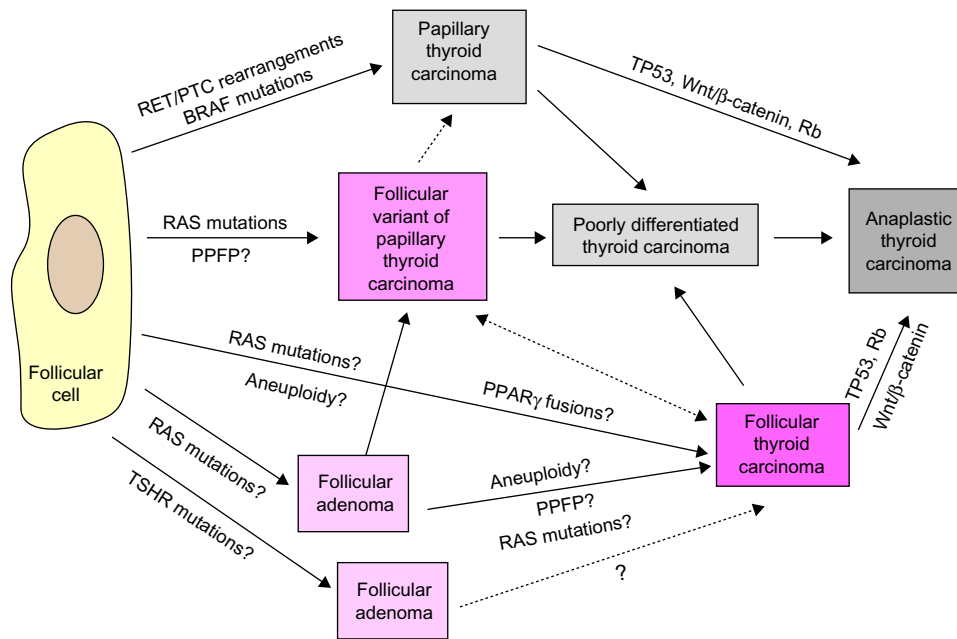 RET/PTC rearrangements
BRAF mutations
Papillary
thyroid
carcinoma
TP53, Wnt/β-catenin, Rb
RAS mutations
PPFP?
Follicular
variant of
papillary
thyroid
carcinoma
Poorly differentiated
thyroid carcinoma
Anaplastic
thyroid
carcinoma
Follicular
cell
RAS mutations?
Aneuploidy?
PPARγ fusions?
TP53, Rb
Wnt/β-catenin
RAS mutations?
TSHR mutations?
Follicular
adenoma
Aneuploidy?
PPFP?
RAS mutations?
Follicular
thyroid
carcinoma
Follicular
adenoma
?